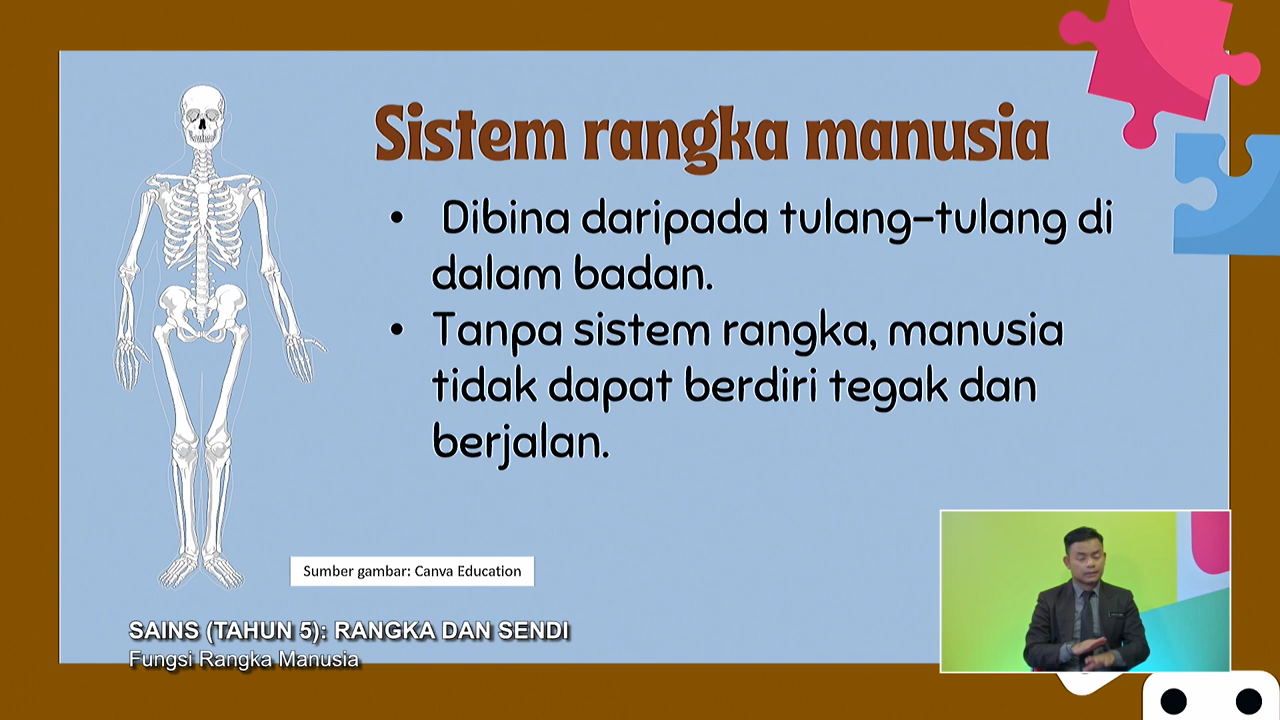 Sistem rangka manusia
• Dibina daripada tulang-tulang di
dalam badan.
• Tanpa sistem rangka, manusia
tidak dapat berdiri tegak dan
berjalan.
Sumber gambar: Canva Education
SAINS (TAHUN 5): RANGKA DAN SENDI
Fungsi Rangka Manusia